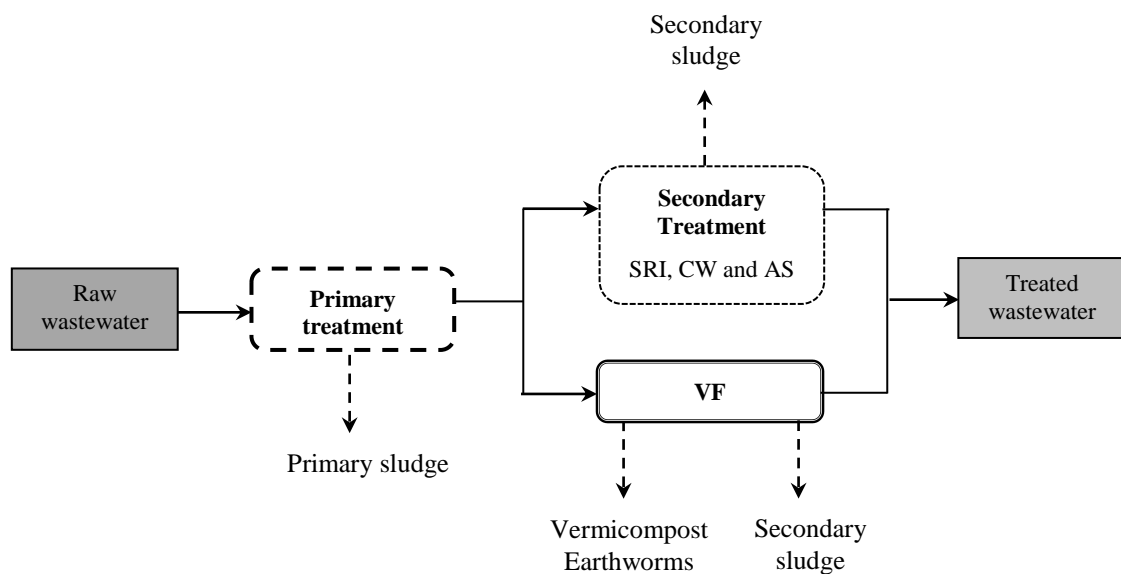 Secondary
sludge
Secondary
Treatment
SRI, CW and AS
Raw
wastewater
Primary
treatment
Treated
wastewater
VF
Primary sludge
Vermicompost
Earthworms
Secondary
sludge